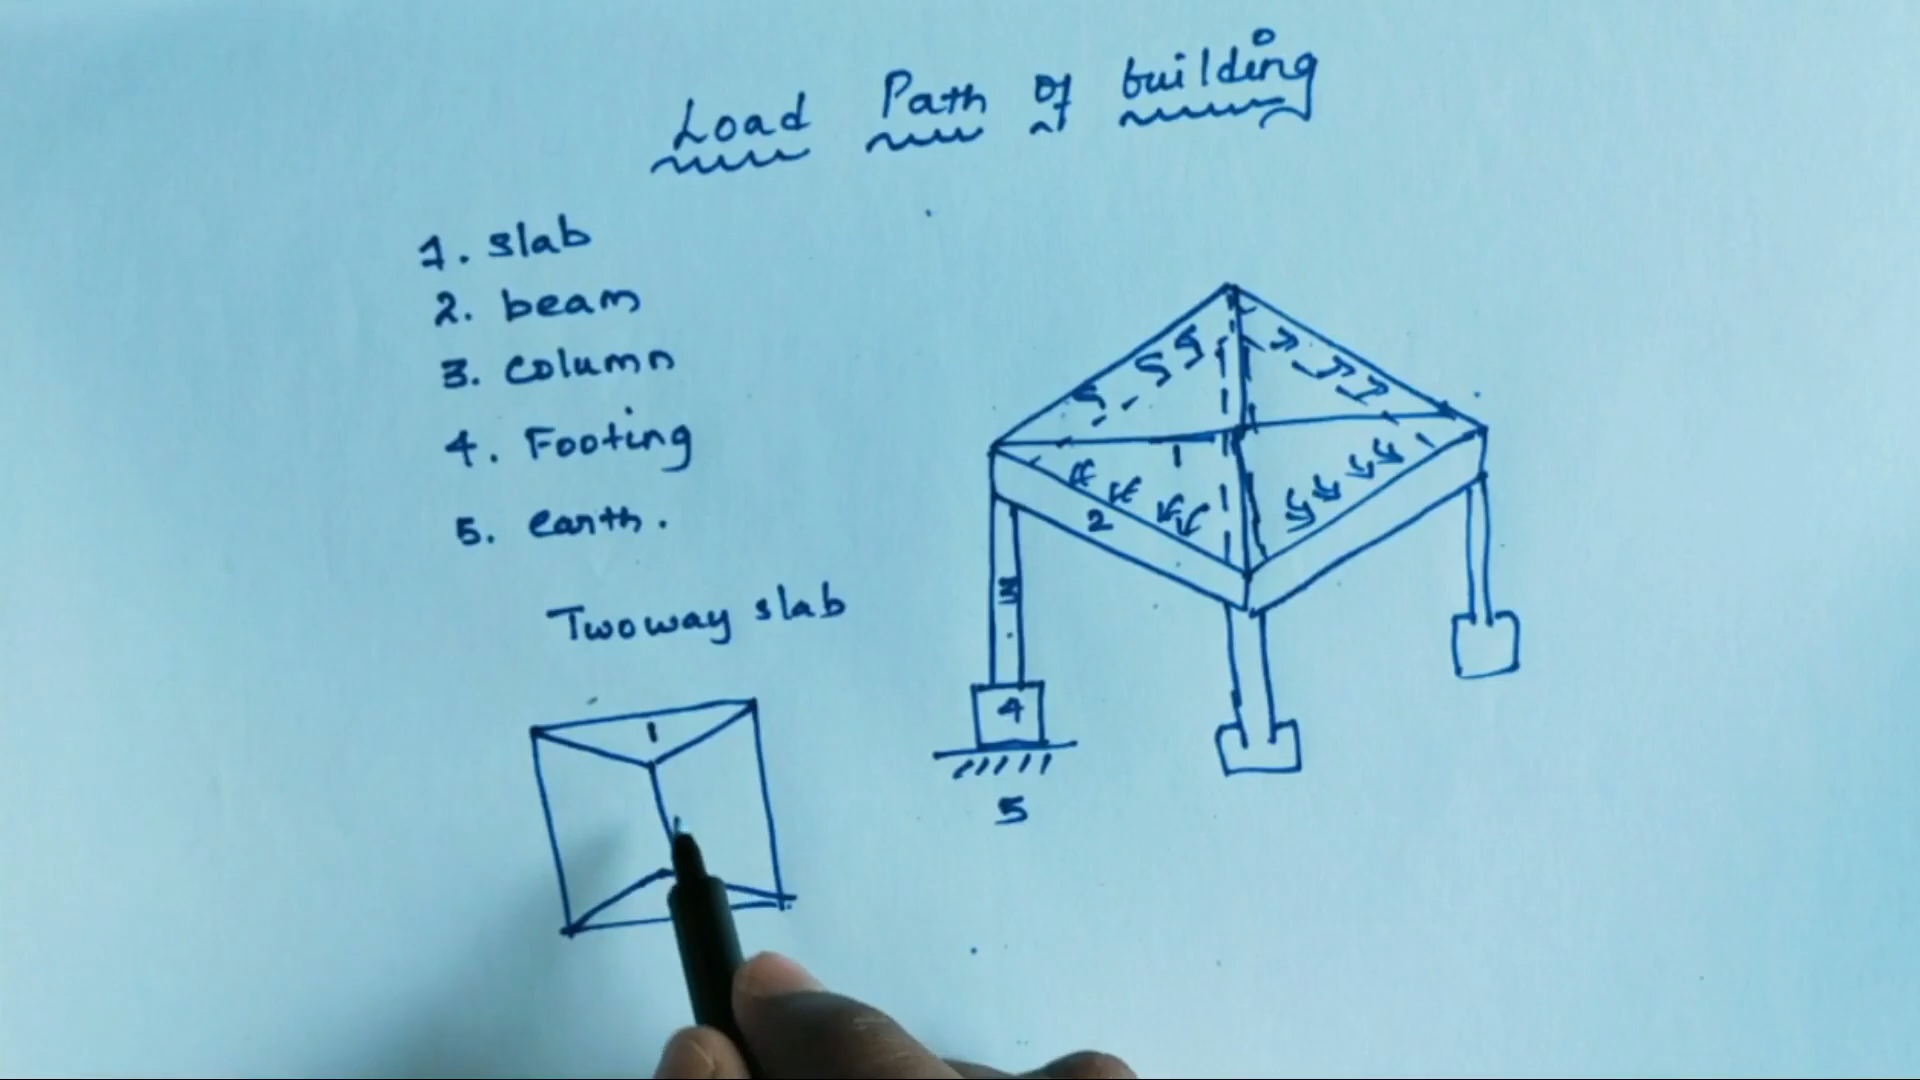 Load Path of building
1. slab
2. beam
3. column
4. Footing
5. earth.
Twoway slab
1
2
3
4
5
1